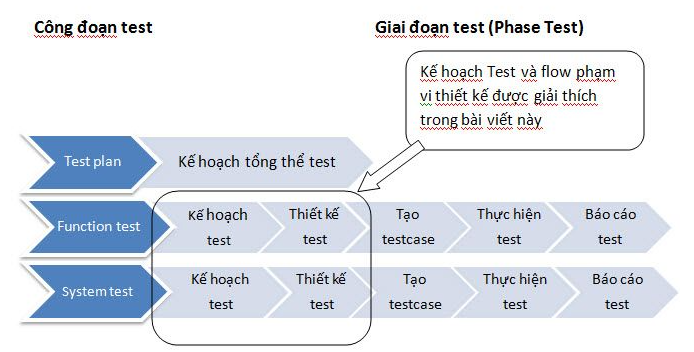 Công đoạn test
Giai đoạn test (Phase Test)
Kế hoạch Test và flow phạm
vi thiết kế được giải thích
trong bài viết này
Test plan
Kế hoạch tổng thể test
Function test
Kế hoạch
test
Thiết kế
test
Tạo
testcase
Thực hiện
test
Báo cáo
test
System test
Kế hoạch
test
Thiết kế
test
Tạo
testcase
Thực hiện
test
Báo cáo
test